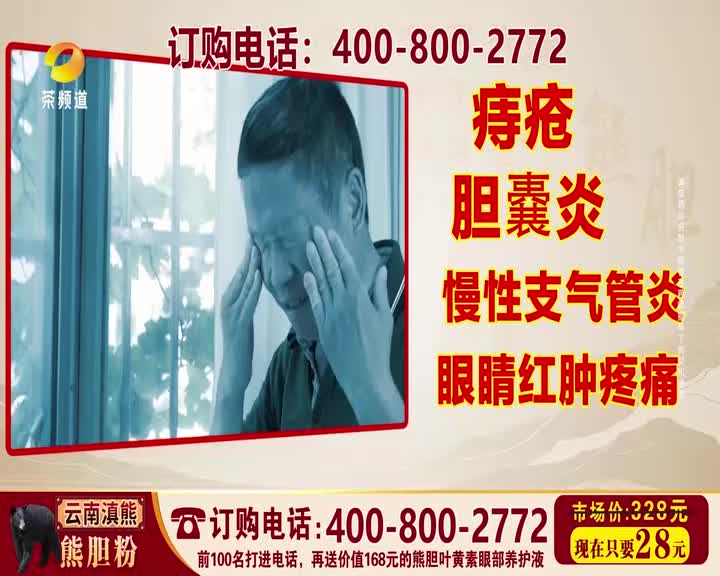 订购电话：400-800-2772
茶频道
痔疮
胆囊炎
慢性支气管炎
眼睛红肿疼痛
熊胆
云南滇熊
熊胆粉
订购电话：400-800-2772
前100名打进电话，再送价值168元的熊胆叶黄素眼部养护液
市场价:328元
现在只要28元